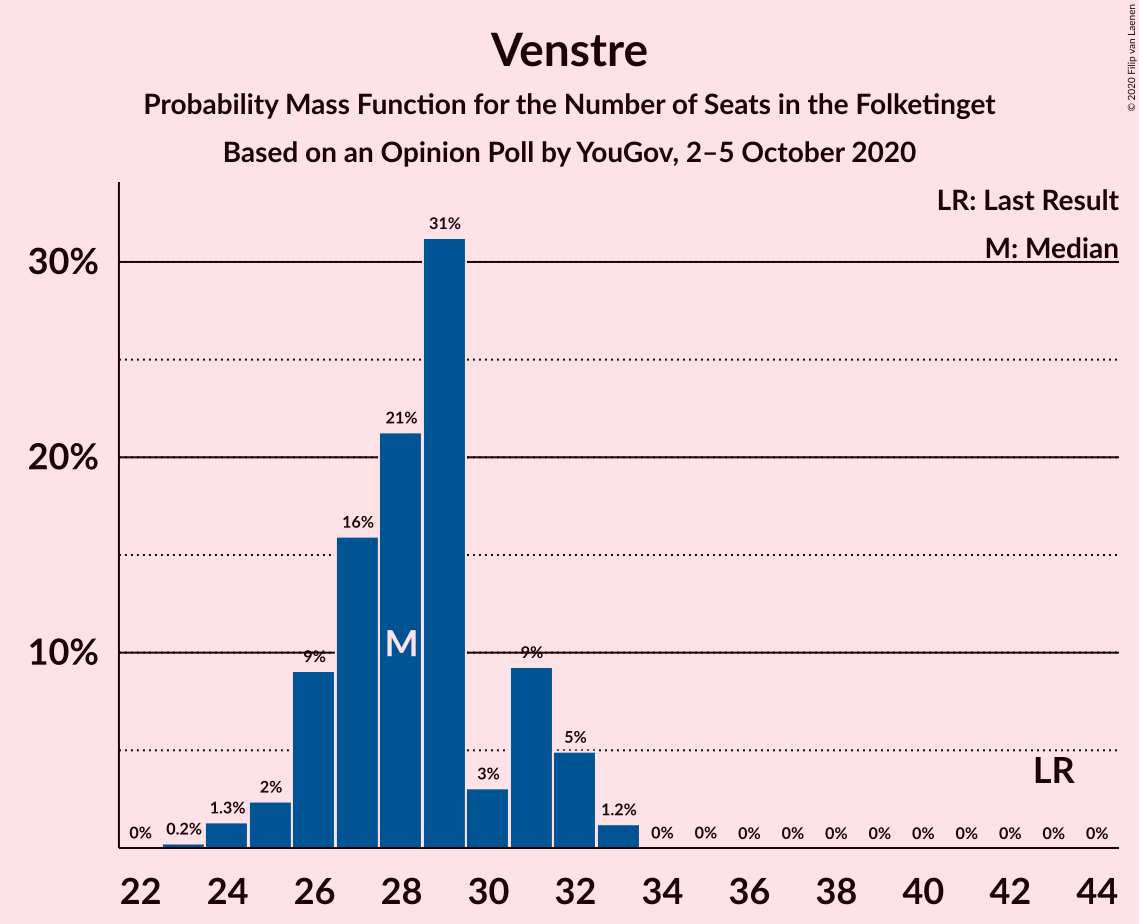 Venstre
Probability Mass Function for the Number of Seats in the Folketinget
Based on an Opinion Poll by YouGov, 2–5 October 2020
© 2020 Filip van Laenen
LR: Last Result
M: Median
30%
20%
10%
0%
0.2%
1.3%
2%
9%
16%
21%
31%
3%
9%
5%
1.2%
0%
0%
0%
0%
0%
0%
0%
0%
0%
0%
0%
M
LR
22 24 26 28 30 32 34 36 38 40 42 44